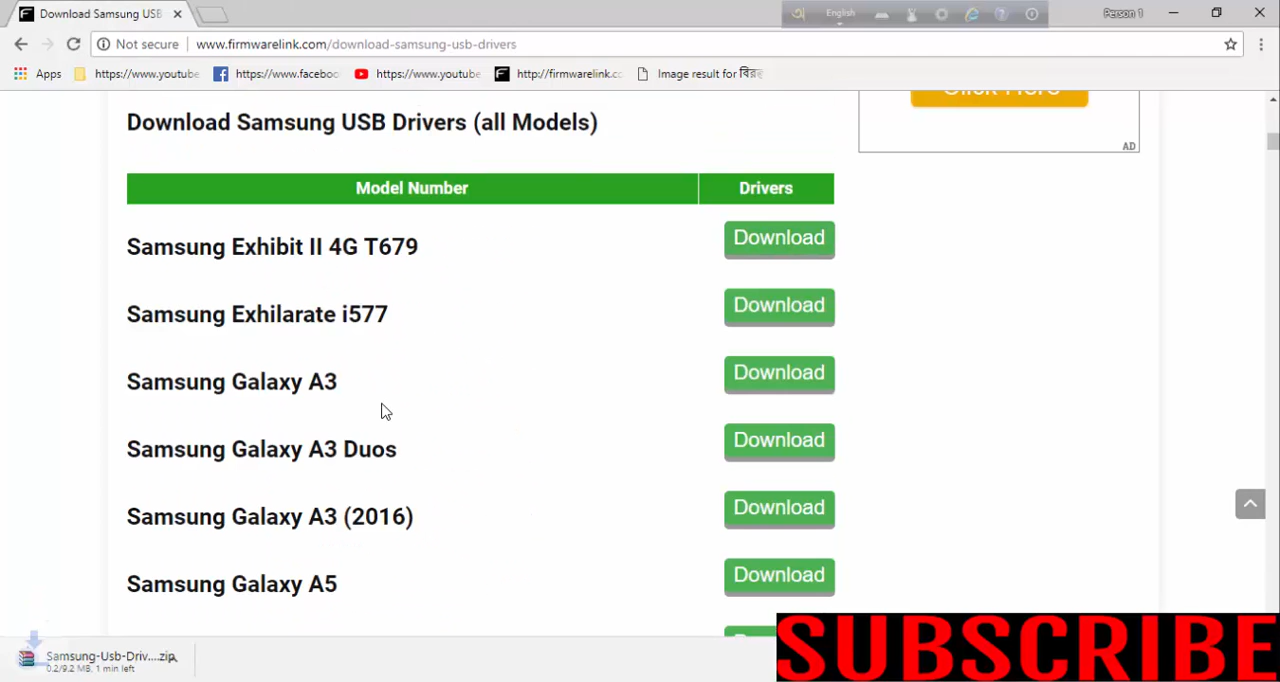 Download Samsung USB
English
Person 1
Not secure
www.firmwarelink.com/download-samsung-usb-drivers
Apps
https://www.youtube
https://www.faceboo
https://www.youtube
http://firmwarelink.co
Image result for বির
Click Here
AD
Download Samsung USB Drivers (all Models)
Model Number
Drivers
Samsung Exhibit II 4G T679
Download
Samsung Exhilarate i577
Download
Samsung Galaxy A3
Download
Samsung Galaxy A3 Duos
Download
Samsung Galaxy A3 (2016)
Download
Samsung Galaxy A5
Download
Samsung-Usb-Driv....zip
0.2/9.2 MB, 1 min left
SUBSCRIBE